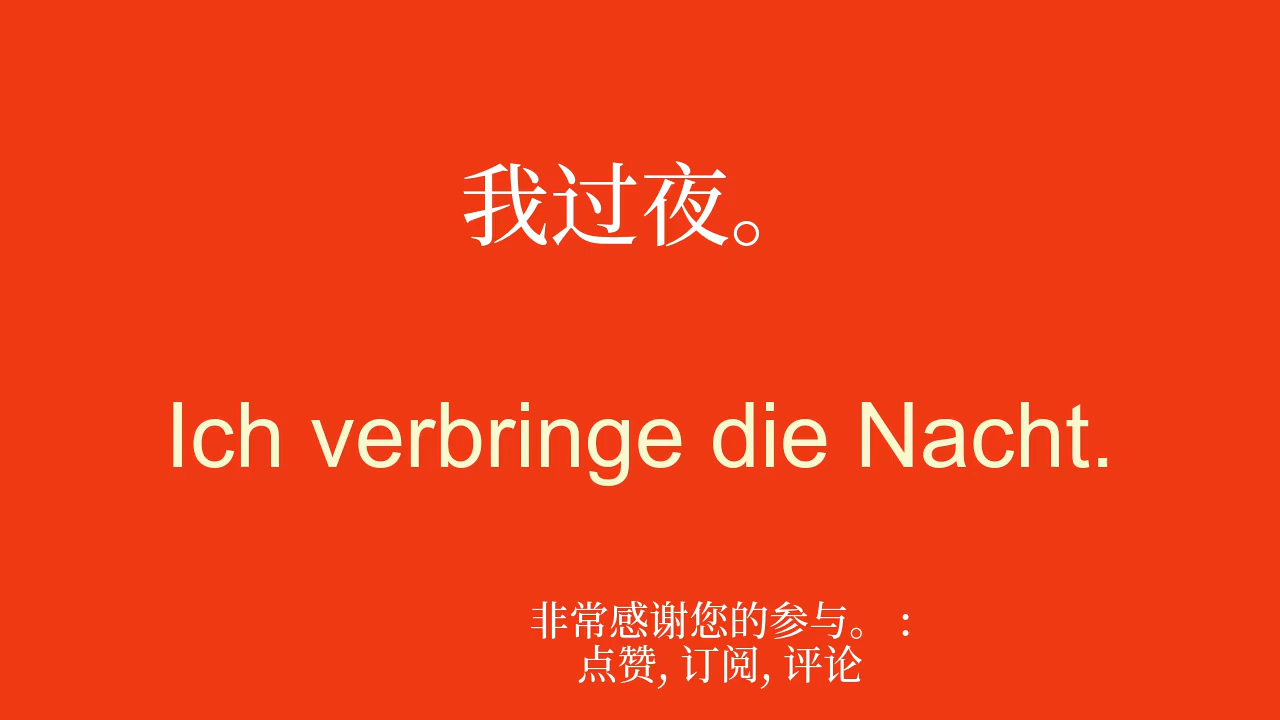 我过夜。
Ich verbringe die Nacht.
非常感谢您的参与。 :
点赞, 订阅, 评论